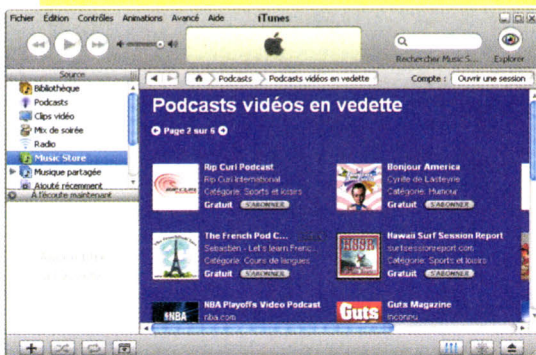 Fichier Édition Contrôles Animations Avancé Aide
iTunes
Rechercher Music S...
Explorer
Source
Bibliothèque
Podcasts
Clips vidéo
Mix de soirée
Radio
Music Store
Musique partagée
Ajouté récemment
À l'écoute maintenant
Podcasts Podcasts vidéos en vedette
Compte : Ouvrir une session
Podcasts vidéos en vedette
Page 2 sur 6
Rip Curl Podcast
Rip Curl International
Catégorie: Sports et loisirs
Gratuit S'ABONNER
Bonjour America
Cyrille de Lasteyrie
Catégorie: Humour
Gratuit S'ABONNER
The French Pod C...
Sebastien - Let's learn Frenc...
Catégorie: Cours de langues
Gratuit S'ABONNER
Hawaii Surf Session Report
surfsessionreport.com
Catégorie: Sports et loisirs
Gratuit S'ABONNER
NBA
NBA Playoffs Video Podcast
nba.com
Guts
Guts Magazine
Inconnu